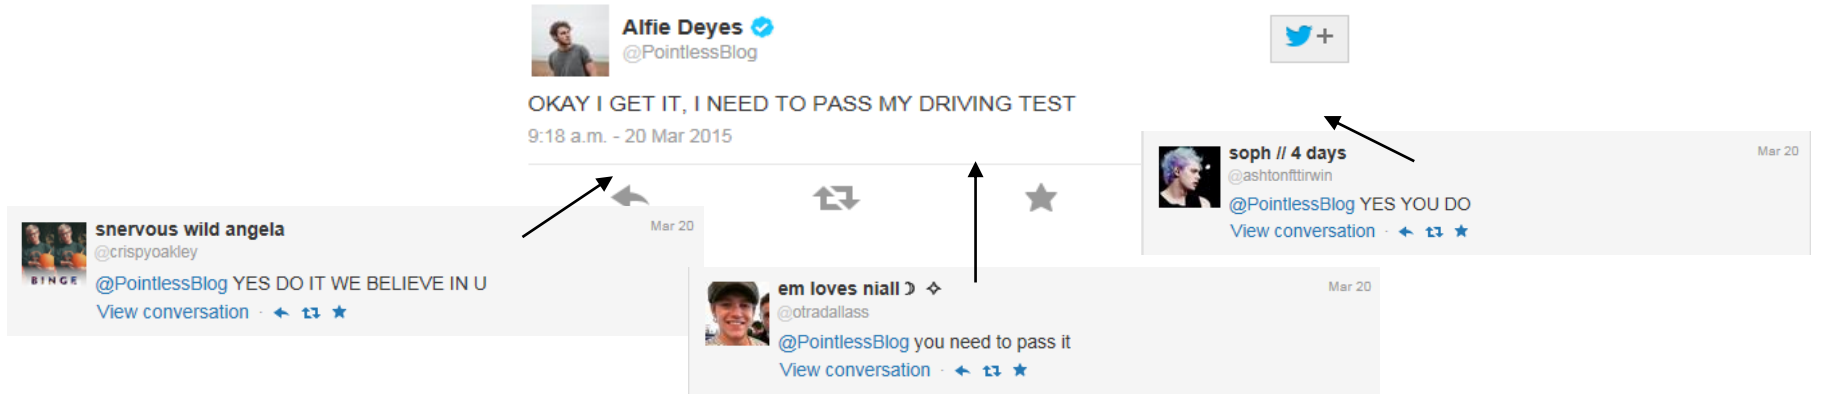 Alfie Deyes
@PointlessBlog
OKAY I GET IT, I NEED TO PASS MY DRIVING TEST
9:18 a.m. - 20 Mar 2015
soph // 4 days
Mar 20
@ashtonfttirwin
@PointlessBlog YES YOU DO
View conversation
snervous wild angela
Mar 20
@crispyoakley
@PointlessBlog YES DO IT WE BELIEVE IN U
View conversation
BINGE
em loves niall☽ ✧
Mar 20
@otradallass
@PointlessBlog you need to pass it
View conversation